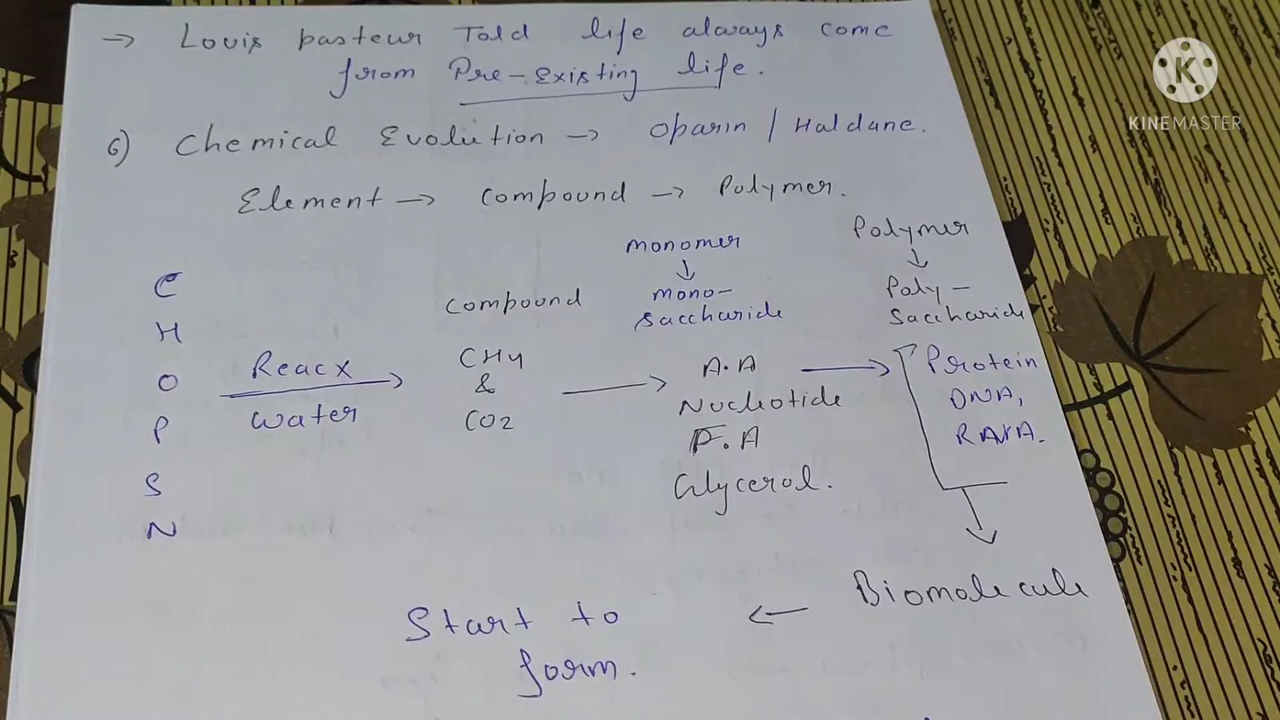 → Louis pasteur Told life always come
from Pre-Existing life.
6) Chemical Evolution → Oparin / Haldane.
Element → Compound → Polymer.
monomer
↓
mono-
saccharide
Polymer
↓
Poly-
Saccharide
C
H
O
P
S
N
Reacx
water
→
compound
CH4
&
CO2
→
A.A
Nucleotide
F.A
Glycerol.
→
Protein
DNA,
RNA.
Biomolecule
←
Start to
form.
K
KINEMASTER